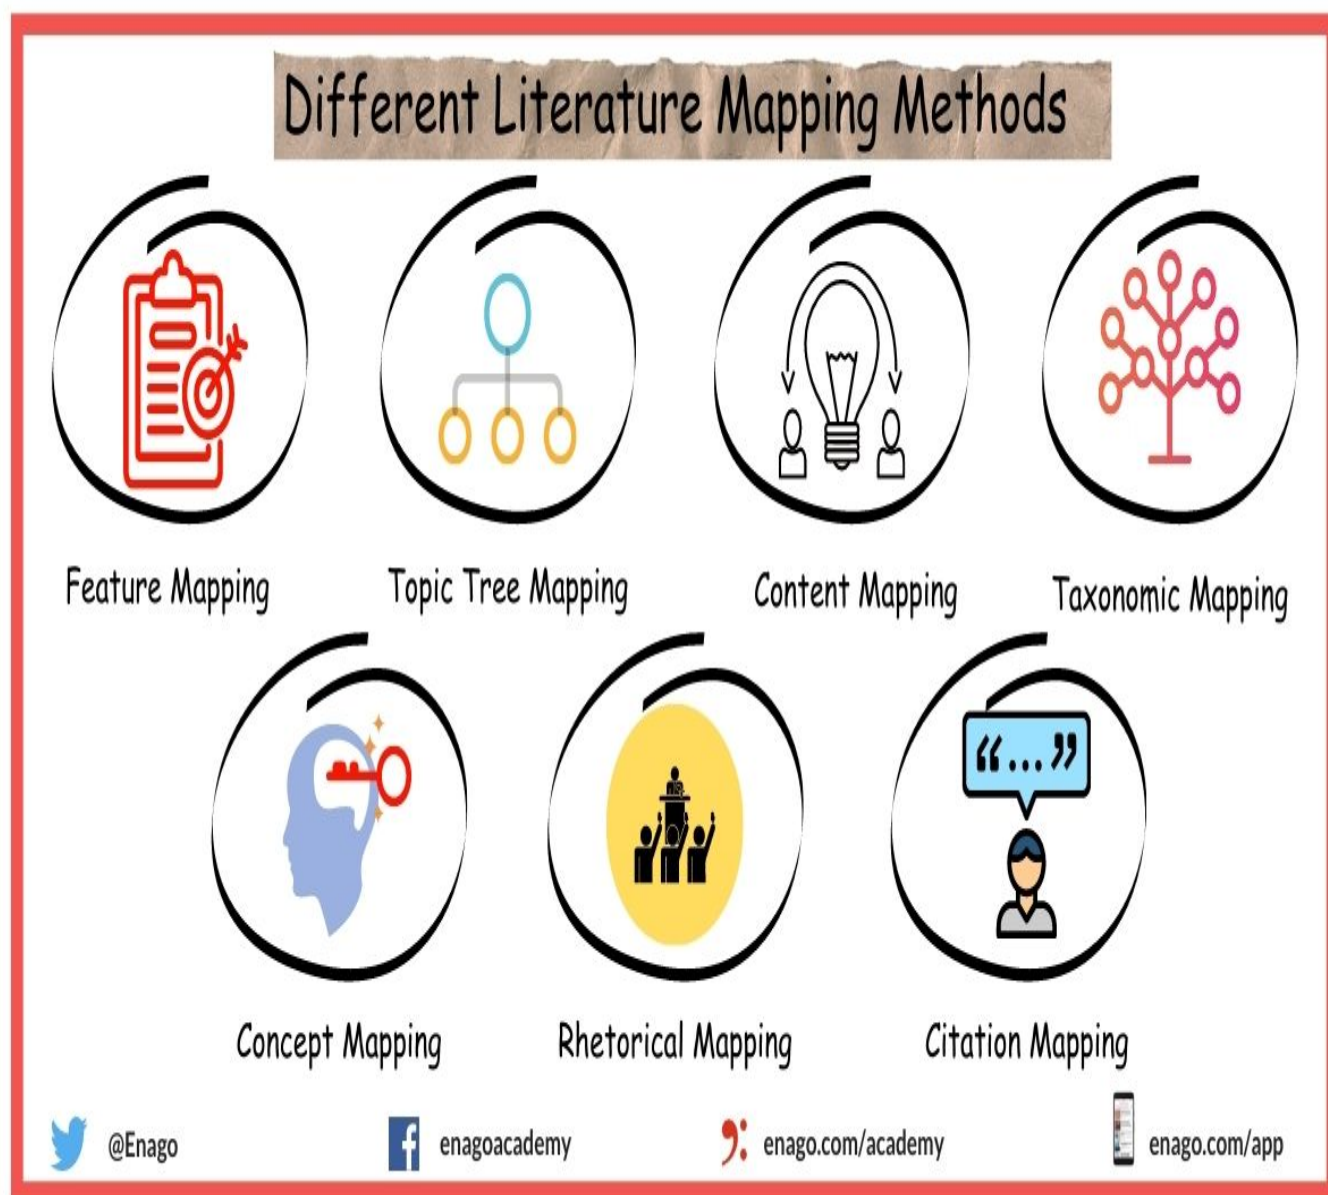 Different Literature Mapping Methods
Feature Mapping
Topic Tree Mapping
Content Mapping
Taxonomic Mapping
“...”
Concept Mapping
Rhetorical Mapping
Citation Mapping
@Enago
enagoacademy
enago.com/academy
enago.com/app